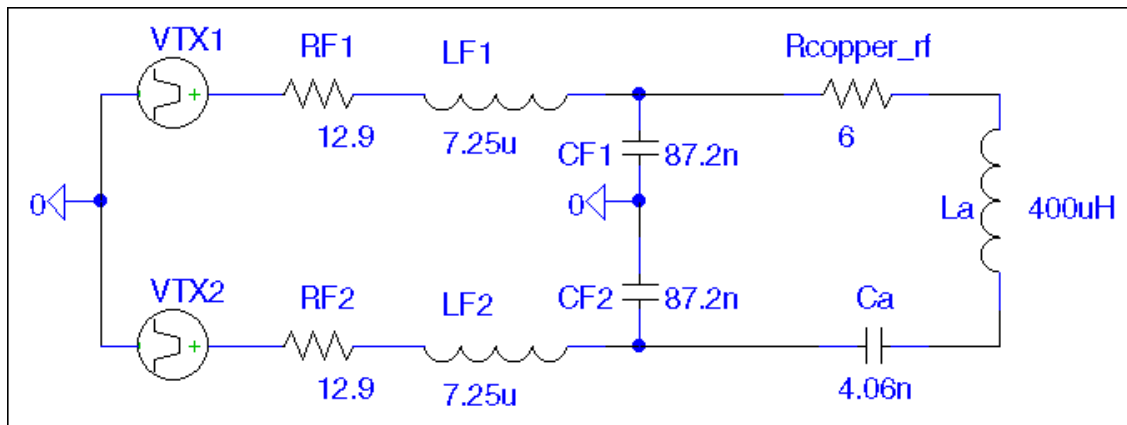 VTX1
RF1
LF1
Rcopper_rf
+
12.9
7.25u
CF1
87.2n
6
0
0
La
400uH
VTX2
RF2
LF2
CF2
87.2n
Ca
+
12.9
7.25u
4.06n